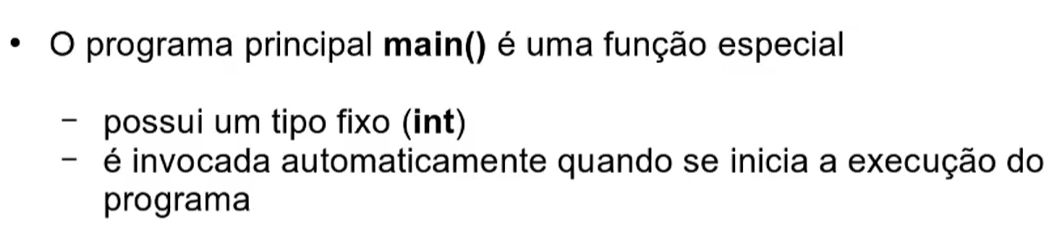 • O programa principal main() é uma função especial
– possui um tipo fixo (int)
– é invocada automaticamente quando se inicia a execução do
programa